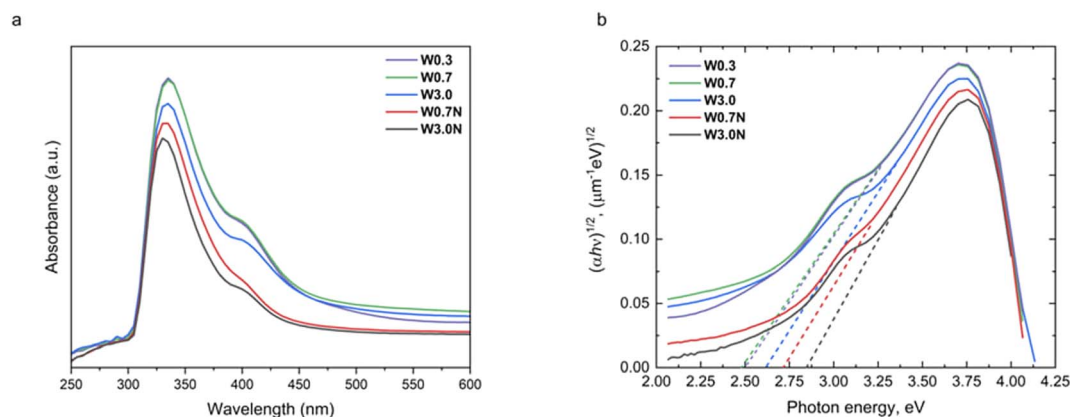 a
Absorbance (a.u.)
W0.3
W0.7
W3.0
W0.7N
W3.0N
250 300 350 400 450 500 550 600
Wavelength (nm)
b
(αhν)1/2, (μm-1eV)1/2
0.25
0.20
0.15
0.10
0.05
0.00
W0.3
W0.7
W3.0
W0.7N
W3.0N
2.00 2.25 2.50 2.75 3.00 3.25 3.50 3.75 4.00 4.25
Photon energy, eV